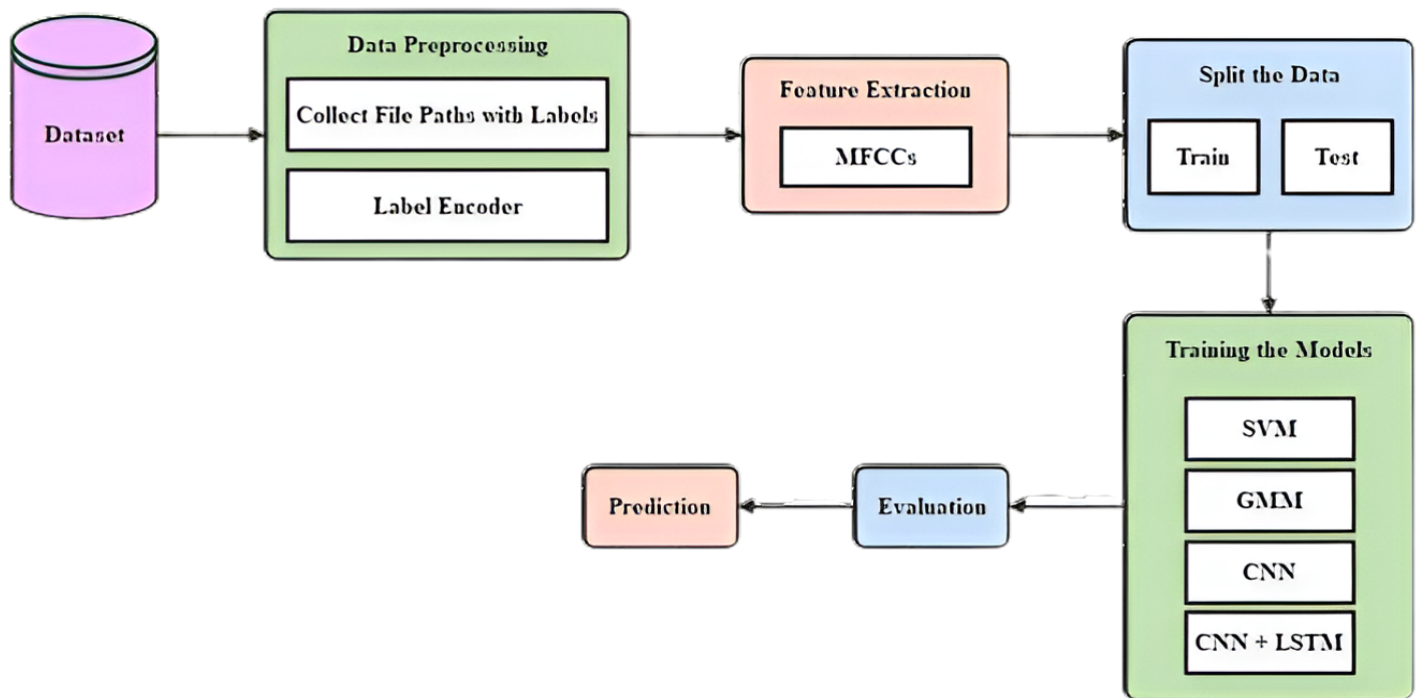 Dataset
Data Preprocessing
Collect File Paths with Labels
Label Encoder
Feature Extraction
MFCCs
Split the Data
Train
Test
Training the Models
SVM
GMM
CNN
CNN + LSTM
Evaluation
Prediction